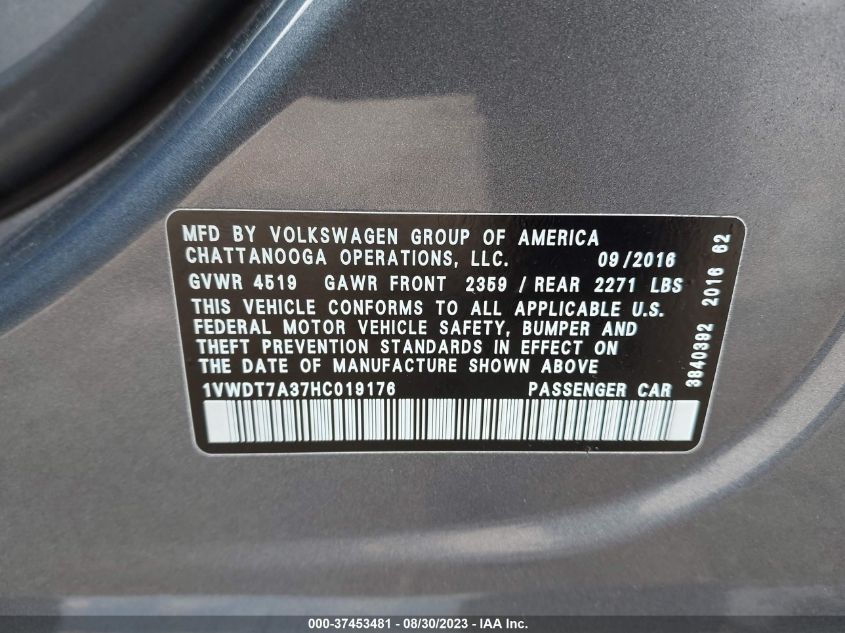 MFD BY VOLKSWAGEN GROUP OF AMERICA
CHATTANOOGA OPERATIONS, LLC. 09/2016
GVWR 4519 GAWR FRONT 2359 / REAR 2271 LBS
THIS VEHICLE CONFORMS TO ALL APPLICABLE U.S.
FEDERAL MOTOR VEHICLE SAFETY, BUMPER AND
THEFT PREVENTION STANDARDS IN EFFECT ON
THE DATE OF MANUFACTURE SHOWN ABOVE
1VWDT7A37HC019176 PASSENGER CAR
3840392 2016 62
000-37453481 - 08/30/2023 - IAA Inc.